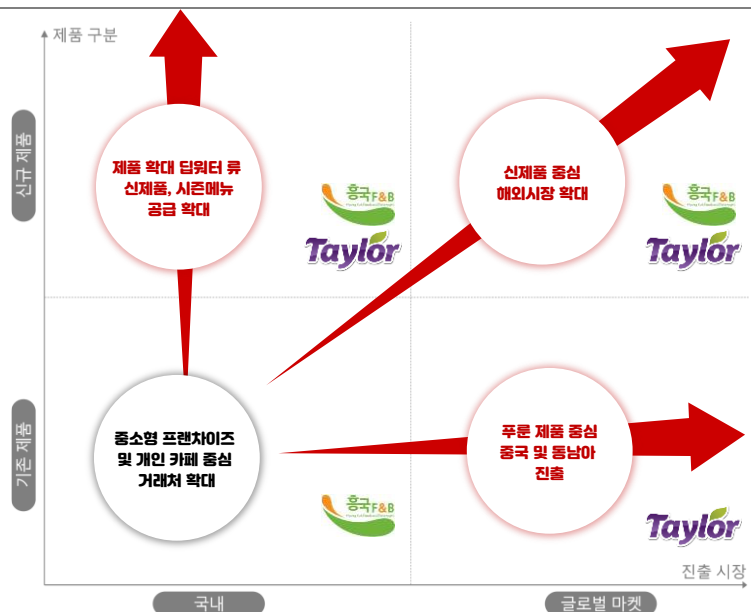 제품 구분
신규 제품
제품 확대 딥워터 류
신제품, 시즌메뉴
공급 확대
흥국F&B
Taylor
신제품 중심
해외시장 확대
흥국F&B
Taylor
기존 제품
중소형 프랜차이즈
및 개인 카페 중심
거래처 확대
흥국F&B
푸룬 제품 중심
중국 및 동남아
진출
Taylor
진출 시장
국내
글로벌 마켓